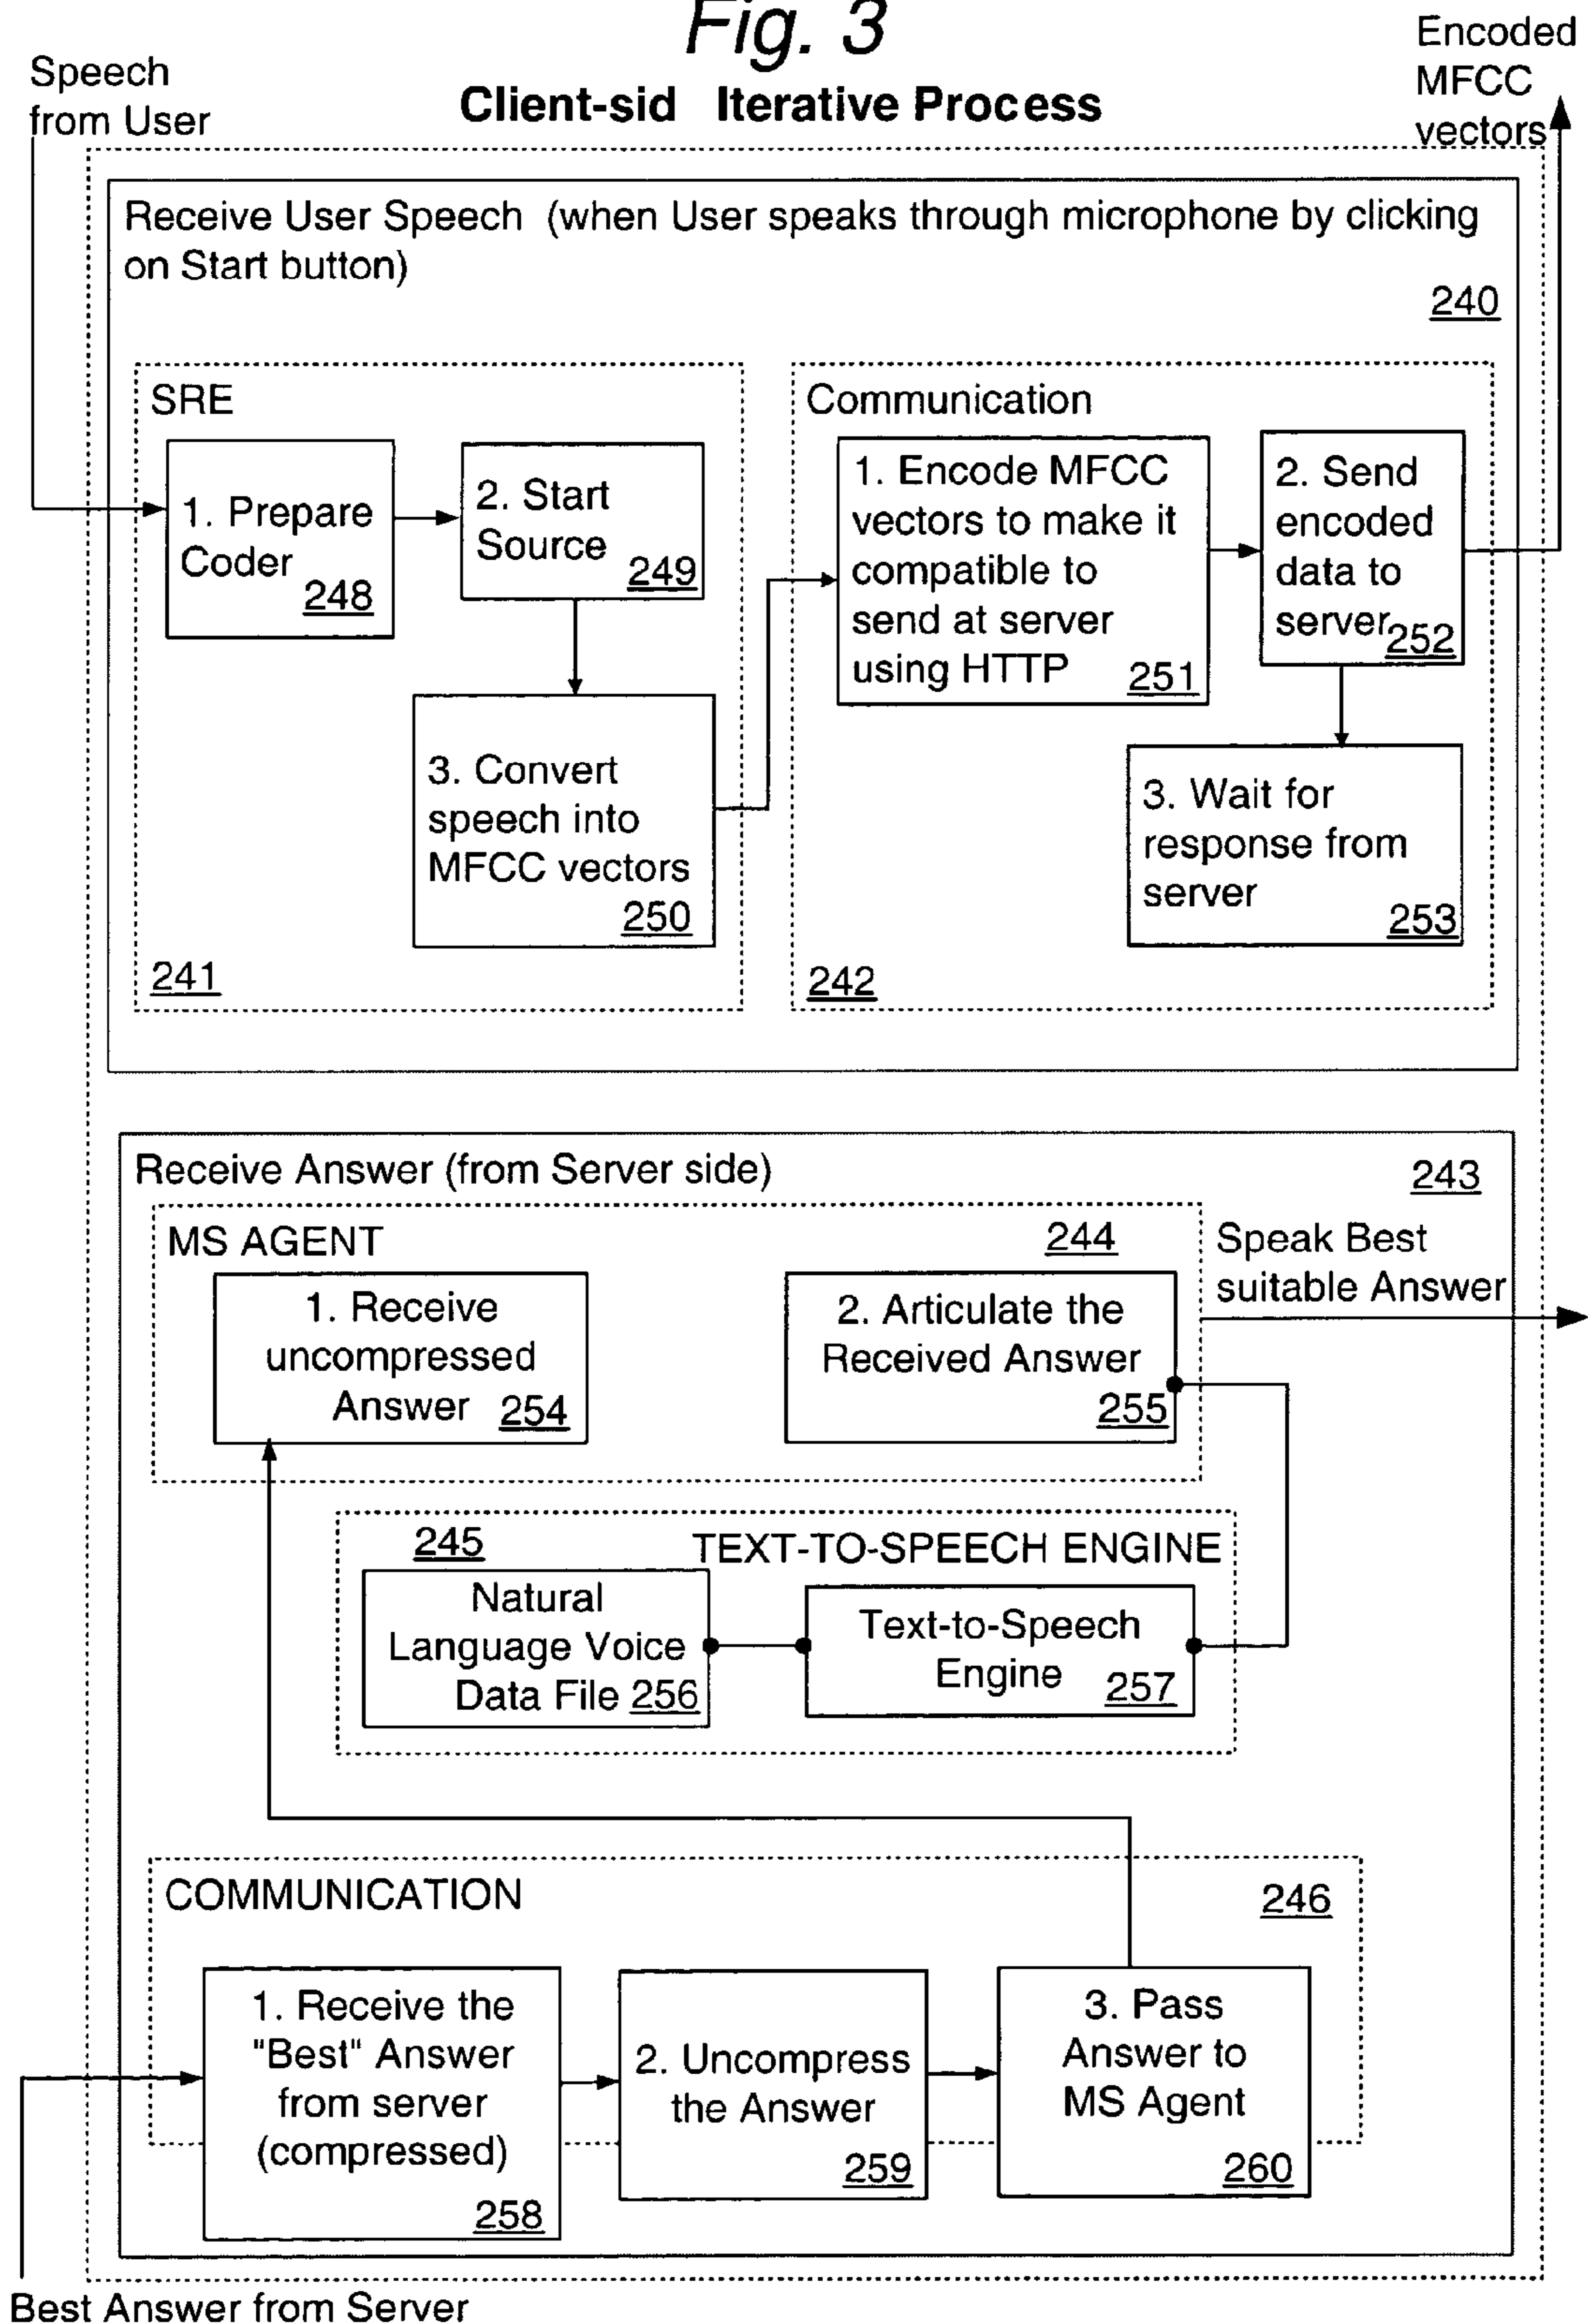 Fig. 3
Client-sid Iterative Process
Speech
from User
Encoded
MFCC
vectors
Receive User Speech (when User speaks through microphone by clicking
on Start button)
240
SRE
1. Prepare
Coder
248
2. Start
Source
249
3. Convert
speech into
MFCC vectors
250
241
Communication
1. Encode MFCC
vectors to make it
compatible to
send at server
using HTTP
251
2. Send
encoded
data to
server
252
3. Wait for
response from
server
253
242
Receive Answer (from Server side)
243
MS AGENT
244
1. Receive
uncompressed
Answer 254
2. Articulate the
Received Answer
255
Speak Best
suitable Answer
245
TEXT-TO-SPEECH ENGINE
Natural
Language Voice
Data File 256
Text-to-Speech
Engine
257
COMMUNICATION
246
1. Receive the
"Best" Answer
from server
(compressed)
258
2. Uncompress
the Answer
259
3. Pass
Answer to
MS Agent
260
Best Answer from Server